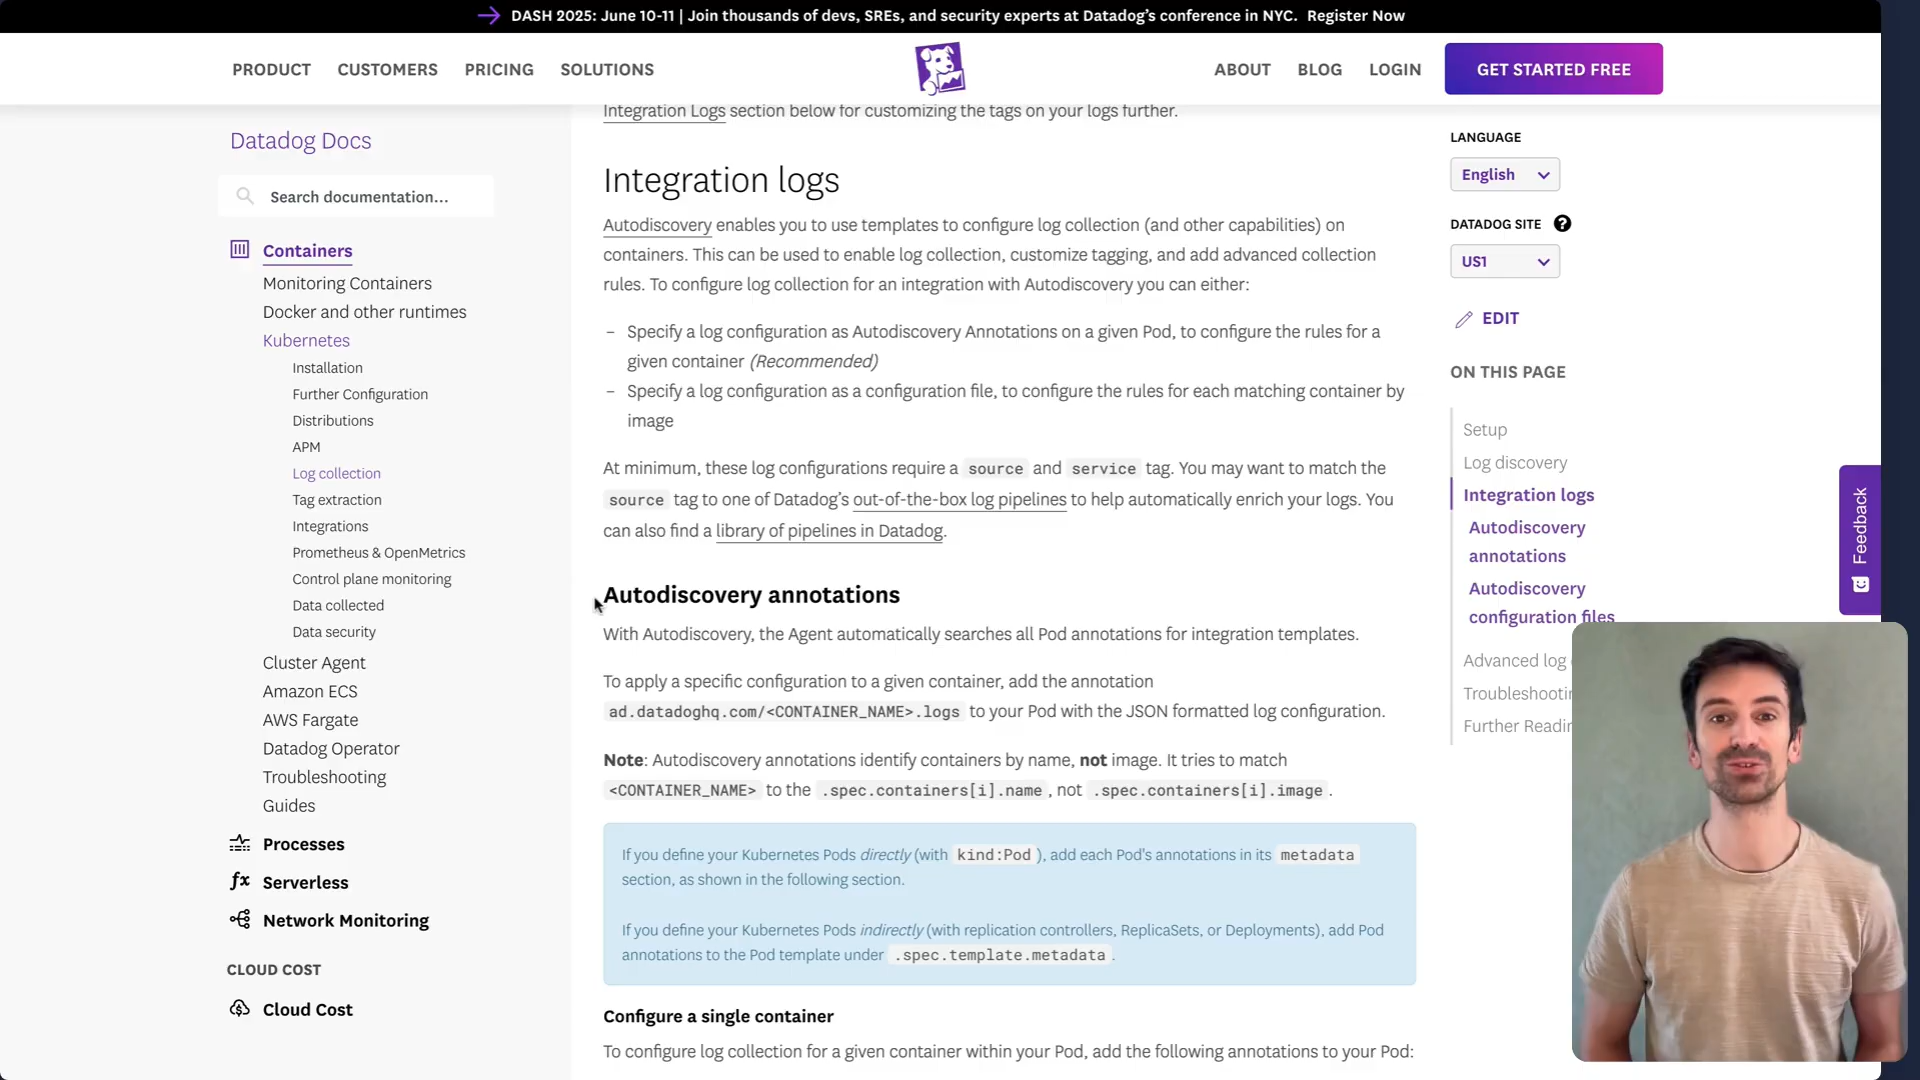 DASH 2025: June 10-11 | Join thousands of devs, SREs, and security experts at Datadog's conference in NYC. Register Now
PRODUCT CUSTOMERS PRICING SOLUTIONS ABOUT BLOG LOGIN GET STARTED FREE
Datadog Docs
Search documentation...
Containers
Monitoring Containers
Docker and other runtimes
Kubernetes
Installation
Further Configuration
Distributions
APM
Log collection
Tag extraction
Integrations
Prometheus & OpenMetrics
Control plane monitoring
Data collected
Data security
Cluster Agent
Amazon ECS
AWS Fargate
Datadog Operator
Troubleshooting
Guides
Processes
Serverless
Network Monitoring
CLOUD COST
Cloud Cost
Integration Logs section below for customizing the tags on your logs further.
Integration logs
Autodiscovery enables you to use templates to configure log collection (and other capabilities) on
containers. This can be used to enable log collection, customize tagging, and add advanced collection
rules. To configure log collection for an integration with Autodiscovery you can either:
– Specify a log configuration as Autodiscovery Annotations on a given Pod, to configure the rules for a
given container (Recommended)
– Specify a log configuration as a configuration file, to configure the rules for each matching container by
image
At minimum, these log configurations require a source and service tag. You may want to match the
source tag to one of Datadog's out-of-the-box log pipelines to help automatically enrich your logs. You
can also find a library of pipelines in Datadog.
Autodiscovery annotations
With Autodiscovery, the Agent automatically searches all Pod annotations for integration templates.
To apply a specific configuration to a given container, add the annotation
ad.datadoghq.com/<CONTAINER_NAME>.logs to your Pod with the JSON formatted log configuration.
Note: Autodiscovery annotations identify containers by name, not image. It tries to match
<CONTAINER_NAME> to the .spec.containers[i].name, not .spec.containers[i].image.
If you define your Kubernetes Pods directly (with kind:Pod), add each Pod's annotations in its metadata
section, as shown in the following section.
If you define your Kubernetes Pods indirectly (with replication controllers, ReplicaSets, or Deployments), add Pod
annotations to the Pod template under .spec.template.metadata.
Configure a single container
To configure log collection for a given container within your Pod, add the following annotations to your Pod:
LANGUAGE
English
DATADOG SITE ?
US1
EDIT
ON THIS PAGE
Setup
Log discovery
Integration logs
Autodiscovery
annotations
Autodiscovery
configuration files
Advanced log
Troubleshootin
Further Readin
Feedback